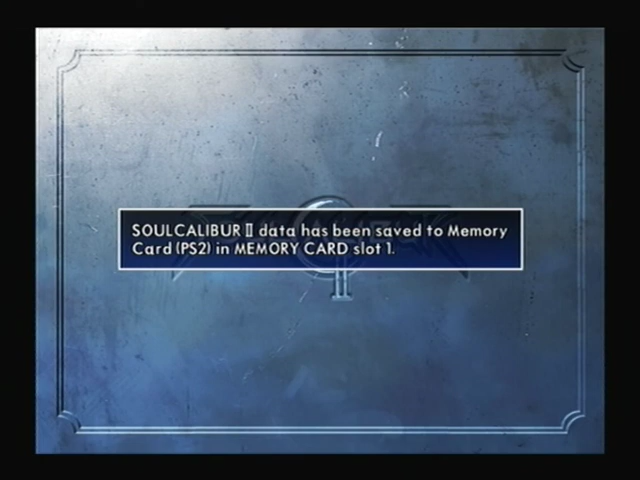 SOULCALIBUR II data has been saved to Memory
Card (PS2) in MEMORY CARD slot 1.